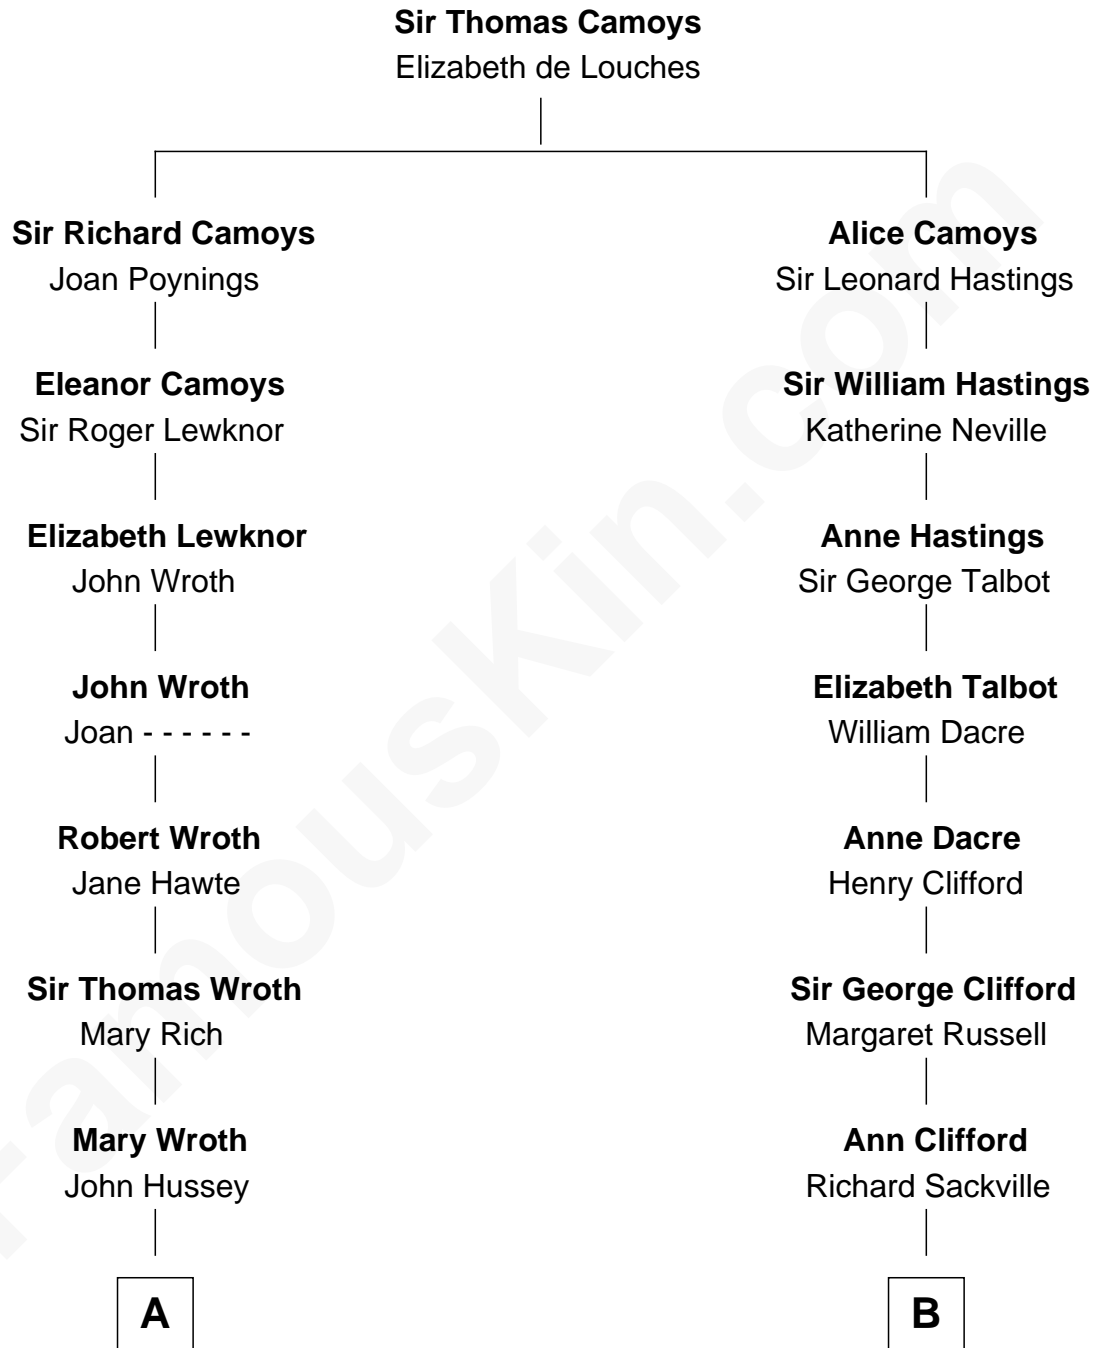 Sir Thomas Camoys
Elizabeth de Louches
Sir Richard Camoys
Joan Poynings
Alice Camoys
Sir Leonard Hastings
Eleanor Camoys
Sir Roger Lewknor
Sir William Hastings
Katherine Neville
Elizabeth Lewknor
John Wroth
Anne Hastings
Sir George Talbot
John Wroth
Joan - - - - - -
Elizabeth Talbot
William Dacre
Robert Wroth
Jane Hawte
Anne Dacre
Henry Clifford
Sir Thomas Wroth
Mary Rich
Sir George Clifford
Margaret Russell
Mary Wroth
John Hussey
Ann Clifford
Richard Sackville
A
B
FamousKin.com